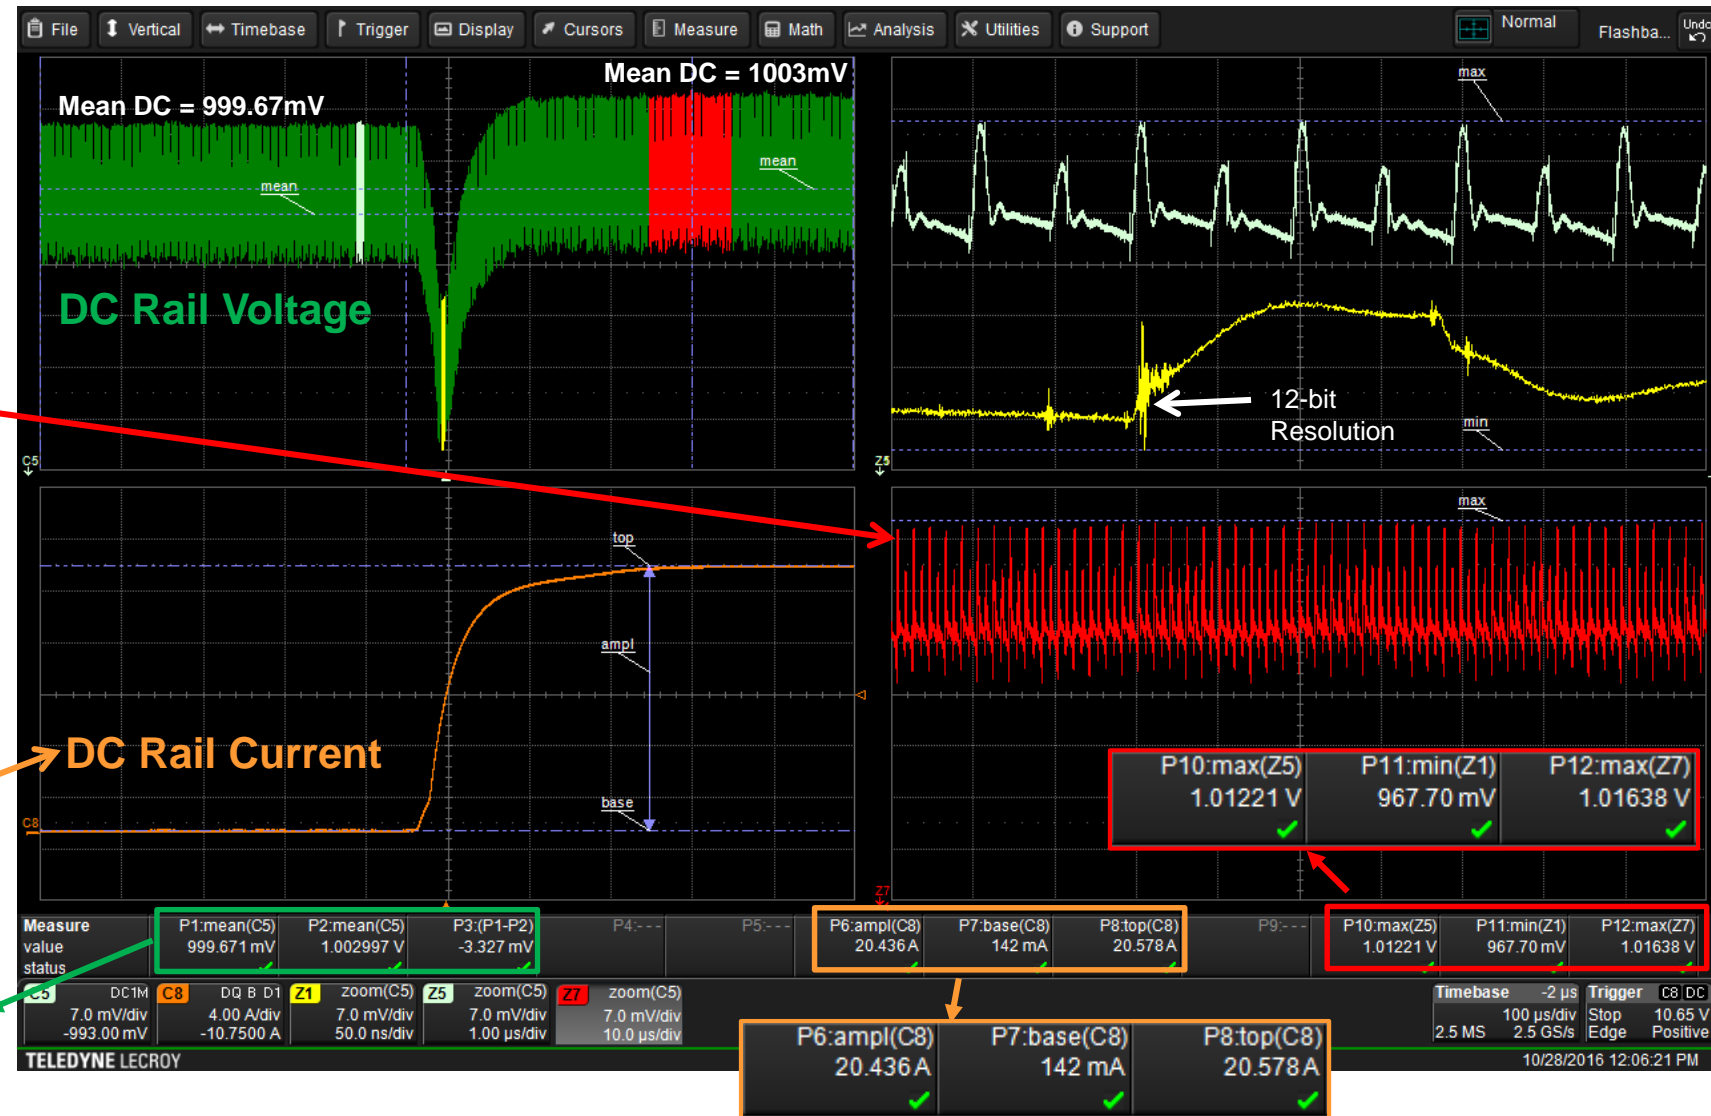 File Vertical Timebase Trigger Display Cursors Measure Math Analysis Utilities Support Normal Flashba... Undo
Mean DC = 999.67mV
Mean DC = 1003mV
mean
mean
DC Rail Voltage
C5
max
12-bit
Resolution
min
Z5
top
ampl
base
DC Rail Current
C8
max
P10:max(Z5) P11:min(Z1) P12:max(Z7)
1.01221 V 967.70 mV 1.01638 V
Z7
Measure P1:mean(C5) P2:mean(C5) P3:(P1-P2) P4:--- P5:--- P6:ampl(C8) P7:base(C8) P8:top(C8) P9:--- P10:max(Z5) P11:min(Z1) P12:max(Z7)
value 999.671 mV 1.002997 V -3.327 mV 20.436 A 142 mA 20.578 A 1.01221 V 967.70 mV 1.01638 V
status
C5 DC1M C8 DQ B D1 Z1 zoom(C5) Z5 zoom(C5) Z7 zoom(C5) Timebase -2 µs Trigger C8 DC
7.0 mV/div 4.00 A/div 7.0 mV/div 7.0 mV/div 7.0 mV/div 100 µs/div Stop 10.65 V
-993.00 mV -10.7500 A 50.0 ns/div 1.00 µs/div 10.0 µs/div 2.5 MS 2.5 GS/s Edge Positive
P6:ampl(C8) P7:base(C8) P8:top(C8)
20.436 A 142 mA 20.578 A
TELEDYNE LECROY 10/28/2016 12:06:21 PM